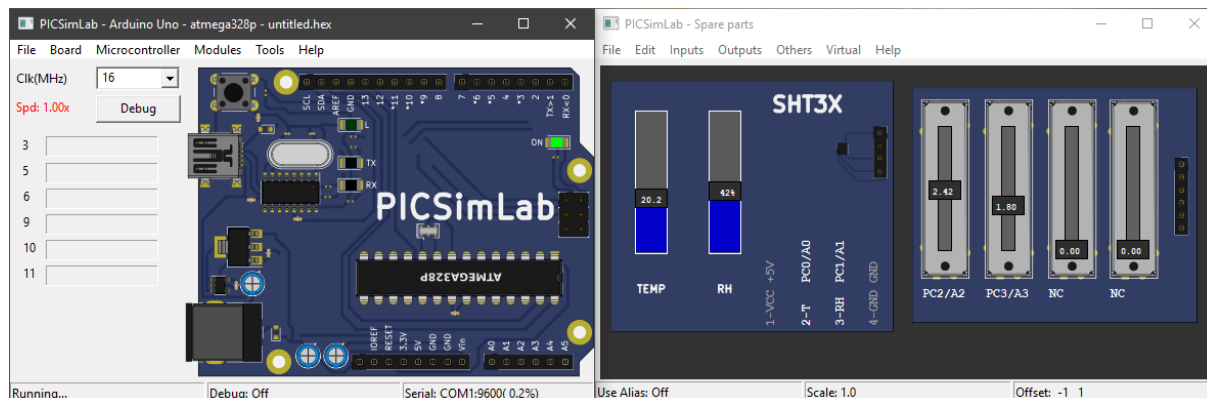 PICSimLab - Arduino Uno - atmega328p - untitled.hex
File Board Microcontroller Modules Tools Help
Clk(MHz) 16
Spd: 1.00x Debug
3
5
6
9
10
11
SCL
SDA
AREF
GND
13
12
*11
*10
*9
8
7
*6
*5
4
*3
2
TX>1
RX<0
L
TX
RX
ON
PICSimLab
ATMEGA328P
IOREF
RESET
3.3V
5V
GND
GND
Vin
A0
A1
A2
A3
A4
A5
Running... Debug: Off Serial: COM1:9600( 0.2%)
PICSimLab - Spare parts
File Edit Inputs Outputs Others Virtual Help
SHT3X
20.2
42%
TEMP
RH
1-VCC +5V
2-T PC0/A0
3-RH PC1/A1
4-GND GND
2.42
1.80
0.00
0.00
PC2/A2
PC3/A3
NC
NC
Use Alias: Off Scale: 1.0 Offset: -1 1